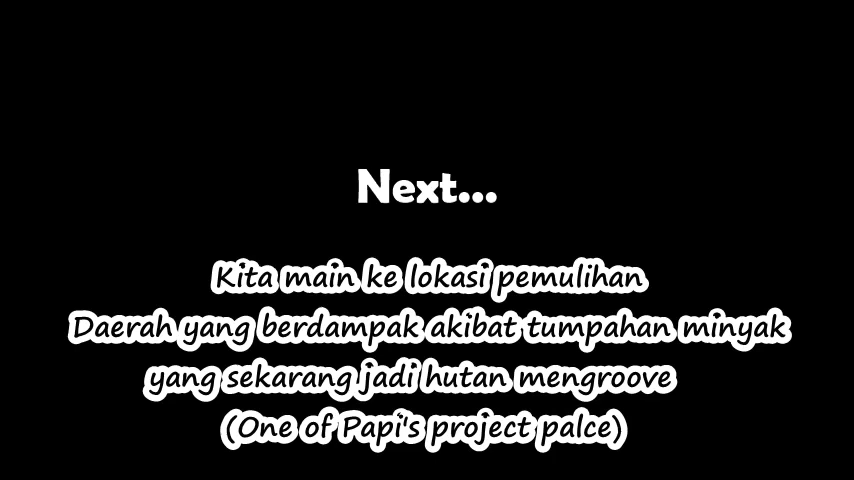 Next...
Kita main ke lokasi pemulihan
Daerah yang berdampak akibat tumpahan minyak
yang sekarang jadi hutan mengroove
(One of Papi's project palce)